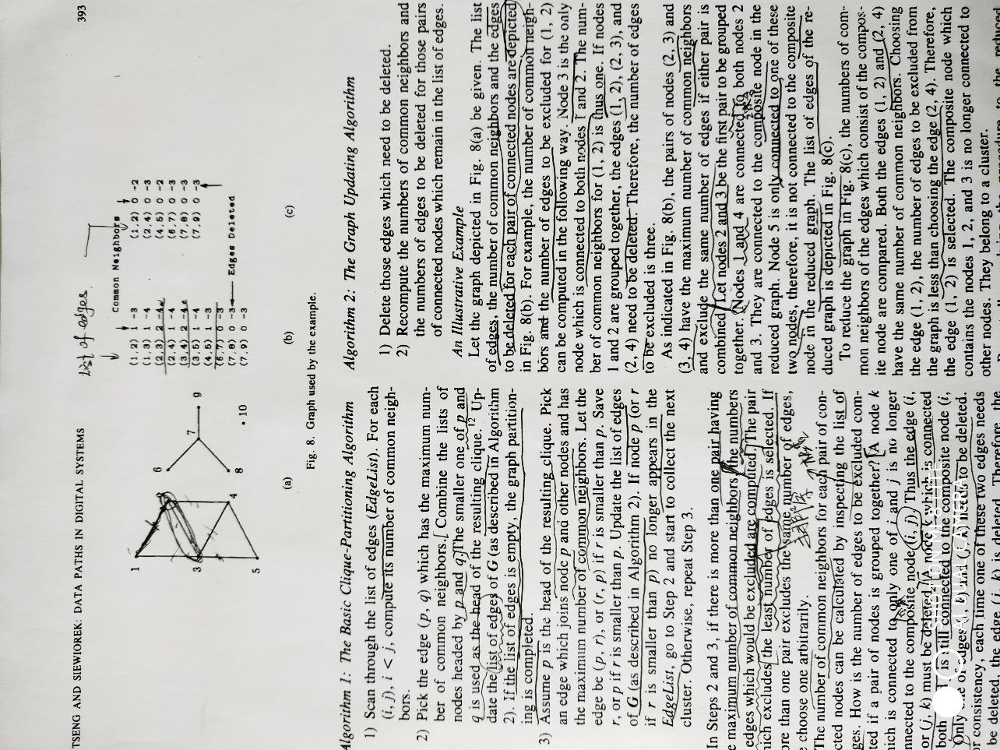 TSENG AND SIEWIOREK: DATA PATHS IN DIGITAL SYSTEMS
393
List of edges
Common Neighbors
1
2
3
4
5
6
7
8
9
10
(1,2) 1 -3
(1,3) 1 -4
(2,3) 2 -4
(2,4) 1 -4
(3,4) 2 -4
(3,5) 1 -4
(4,5) 1 -3
(6,7) 0 -3
(7,8) 0 -3
(7,9) 0 -3
(1,2) 0 -2
(2,4) 0 -3
(4,5) 0 -2
(6,7) 0 -3
(7,8) 0 -3
(7,9) 0 -3
Edges Deleted
(a) (b) (c)
Fig. 8. Graph used by the example.
Algorithm 1: The Basic Clique-Partitioning Algorithm
1) Scan through the list of edges (EdgeList). For each
(i, j), i < j, compute its number of common neigh-
bors.
2) Pick the edge (p, q) which has the maximum num-
ber of common neighbors. Combine the lists of
nodes headed by p and q. The smaller one of p and
q is used as the head of the resulting clique.12 Up-
date the list of edges of G (as described in Algorithm
2). If the list of edges is empty, the graph partition-
ing is completed.
3) Assume p is the head of the resulting clique. Pick
an edge which joins node p and other nodes and has
the maximum number of common neighbors. Let the
edge be (p, r), or (r, p) if r is smaller than p. Save
r, or p if r is smaller than p. Update the list of edges
of G (as described in Algorithm 2). If node p (or r
if r is smaller than p) no longer appears in the
EdgeList, go to Step 2 and start to collect the next
cluster. Otherwise, repeat Step 3.
In Steps 2 and 3, if there is more than one pair having
maximum number of common neighbors, the numbers
edges which would be excluded are computed. The pair
which excludes the least number of edges is selected. If
more than one pair excludes the same number of edges,
choose one arbitrarily.
The number of common neighbors for each pair of con-
nodes can be calculated by inspecting the list of
How is the number of edges to be excluded com-
if a pair of nodes is grouped together? A node k
which is connected to only one of i and j is no longer
connected to the composite node (i, j). Thus the edge (i,
or (j, k) must be deleted. A node which is connected
both is still connected to the composite node (i,
Only one of edges need to be deleted.
consistency, each time one of these two edges needs
be deleted, the edge (j, k) is deleted. Therefore, the
Algorithm 2: The Graph Updating Algorithm
1) Delete those edges which need to be deleted.
2) Recompute the numbers of common neighbors and
the numbers of edges to be deleted for those pairs
of connected nodes which remain in the list of edges.
An Illustrative Example
Let the graph depicted in Fig. 8(a) be given. The list
of edges, the number of common neighbors and the edges
to be deleted for each pair of connected nodes are depicted
in Fig. 8(b). For example, the number of common neigh-
bors and the number of edges to be excluded for (1, 2)
can be computed in the following way. Node 3 is the only
node which is connected to both nodes 1 and 2. The num-
ber of common neighbors for (1, 2) is thus one. If nodes
1 and 2 are grouped together, the edges (1, 2), (2, 3), and
(2, 4) need to be deleted. Therefore, the number of edges
to be excluded is three.
As indicated in Fig. 8(b), the pairs of nodes (2, 3) and
(3, 4) have the maximum number of common neighbors
and exclude the same number of edges if either pair is
combined. Let nodes 2 and 3 be the first pair to be grouped
together. Nodes 1 and 4 are connected to both nodes 2
and 3. They are connected to the composite node in the
reduced graph. Node 5 is only connected to one of these
two nodes, therefore, it is not connected to the composite
node in the reduced graph. The list of edges of the re-
duced graph is depicted in Fig. 8(c).
To reduce the graph in Fig. 8(c), the numbers of com-
mon neighbors of the edges which consist of the compos-
ite node are compared. Both the edges (1, 2) and (2, 4)
have the same number of common neighbors. Choosing
the edge (1, 2), the number of edges to be excluded from
the graph is less than choosing the edge (2, 4). Therefore,
the edge (1, 2) is selected. The composite node which
contains the nodes 1, 2, and 3 is no longer connected to
other nodes. They belong to a cluster.